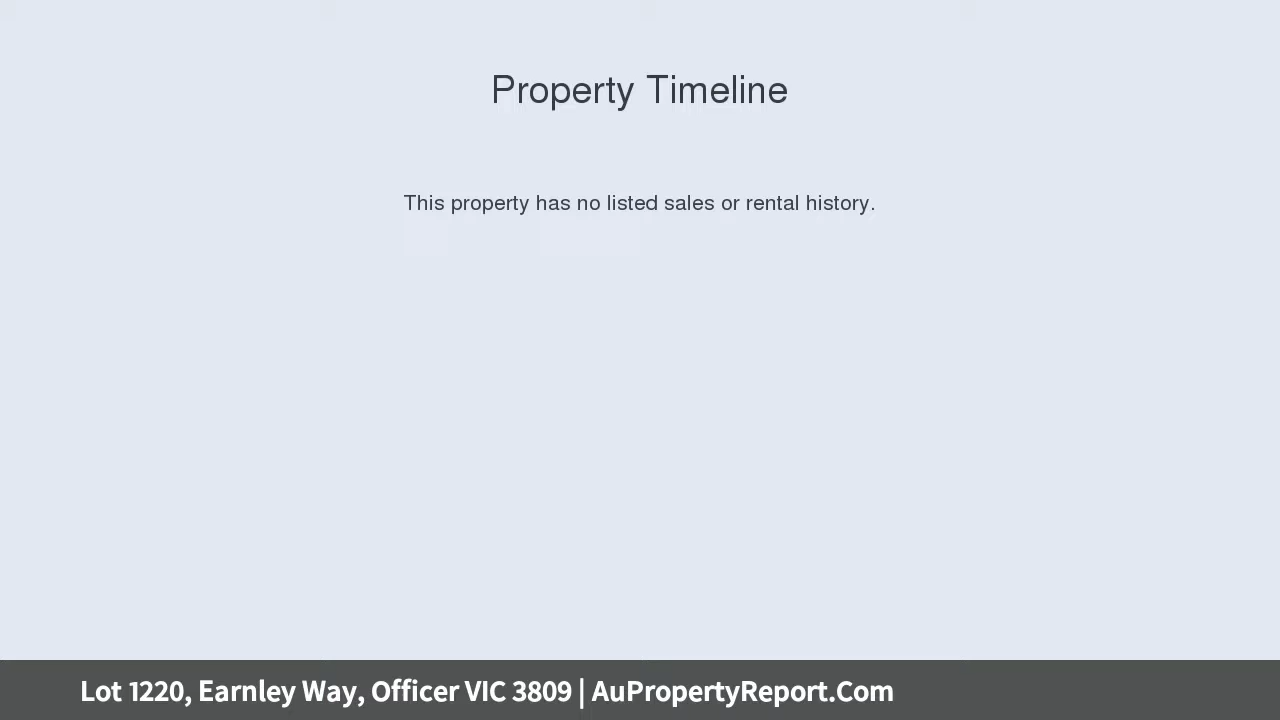 Property Timeline
This property has no listed sales or rental history.
Lot 1220, Earnley Way, Officer VIC 3809 | AuPropertyReport.Com